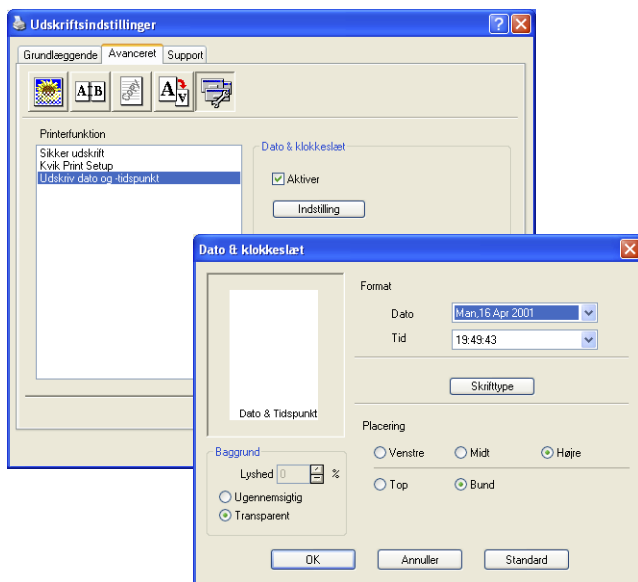 Udskriftsindstillinger
Grundlæggende Avanceret Support
A B
Copy
A A
Printerfunktion
Sikker udskrift
Kvik Print Setup
Udskriv dato og -tidspunkt
Dato & klokkeslæt
Aktiver
Indstilling
Dato & klokkeslæt
Dato & Tidspunkt
Format
Dato Man,16 Apr 2001
Tid 19:49:43
Skrifttype
Placering
Venstre Midt Højre
Top Bund
Baggrund
Lyshed 0 %
Ugennemsigtig
Transparent
OK Annuller Standard